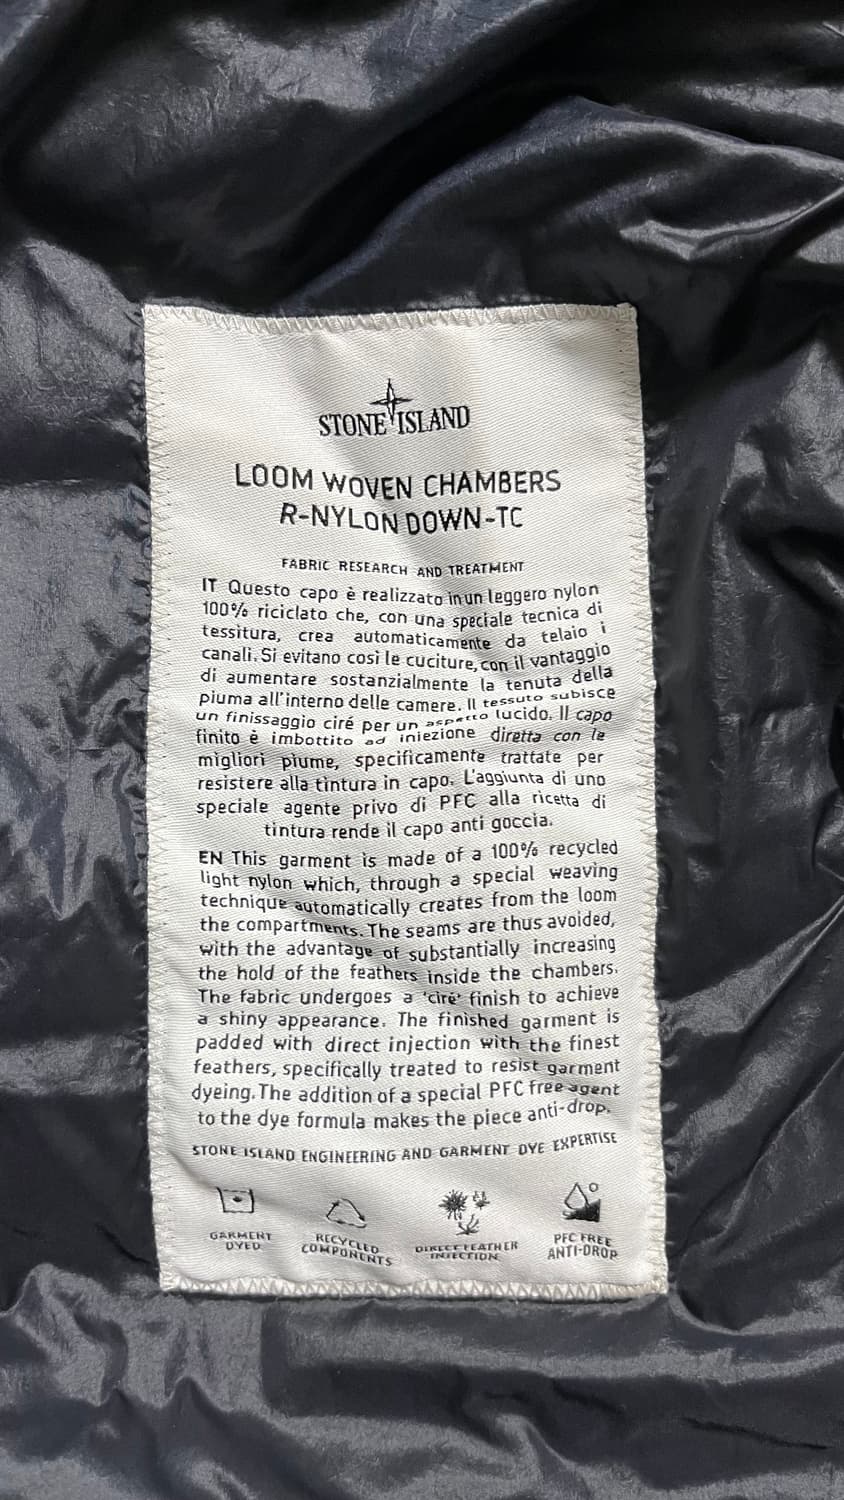 STONE ISLAND
LOOM WOVEN CHAMBERS
R-NYLON DOWN-TC
FABRIC RESEARCH AND TREATMENT
IT Questo capo è realizzato in un leggero nylon
100% riciclato che, con una speciale tecnica di
tessitura, crea automaticamente da telaio i
canali. Si evitano così le cuciture, con il vantaggio
di aumentare sostanzialmente la tenuta della
piuma all'interno delle camere. Il tessuto subisce
un finissaggio ciré per un aspetto lucido. Il capo
finito è imbottito ad iniezione diretta con le
migliori piume, specificamente trattate per
resistere alla tintura in capo. L'aggiunta di uno
speciale agente privo di PFC alla ricetta di
tintura rende il capo anti goccia.
EN This garment is made of a 100% recycled
light nylon which, through a special weaving
technique automatically creates from the loom
the compartments. The seams are thus avoided,
with the advantage of substantially increasing
the hold of the feathers inside the chambers.
The fabric undergoes a 'ciré' finish to achieve
a shiny appearance. The finished garment is
padded with direct injection with the finest
feathers, specifically treated to resist garment
dyeing. The addition of a special PFC free agent
to the dye formula makes the piece anti-drop.
STONE ISLAND ENGINEERING AND GARMENT DYE EXPERTISE
GARMENT
DYED
RECYCLED
COMPONENTS
DIRECT FEATHER
INJECTION
PFC FREE
ANTI-DROP